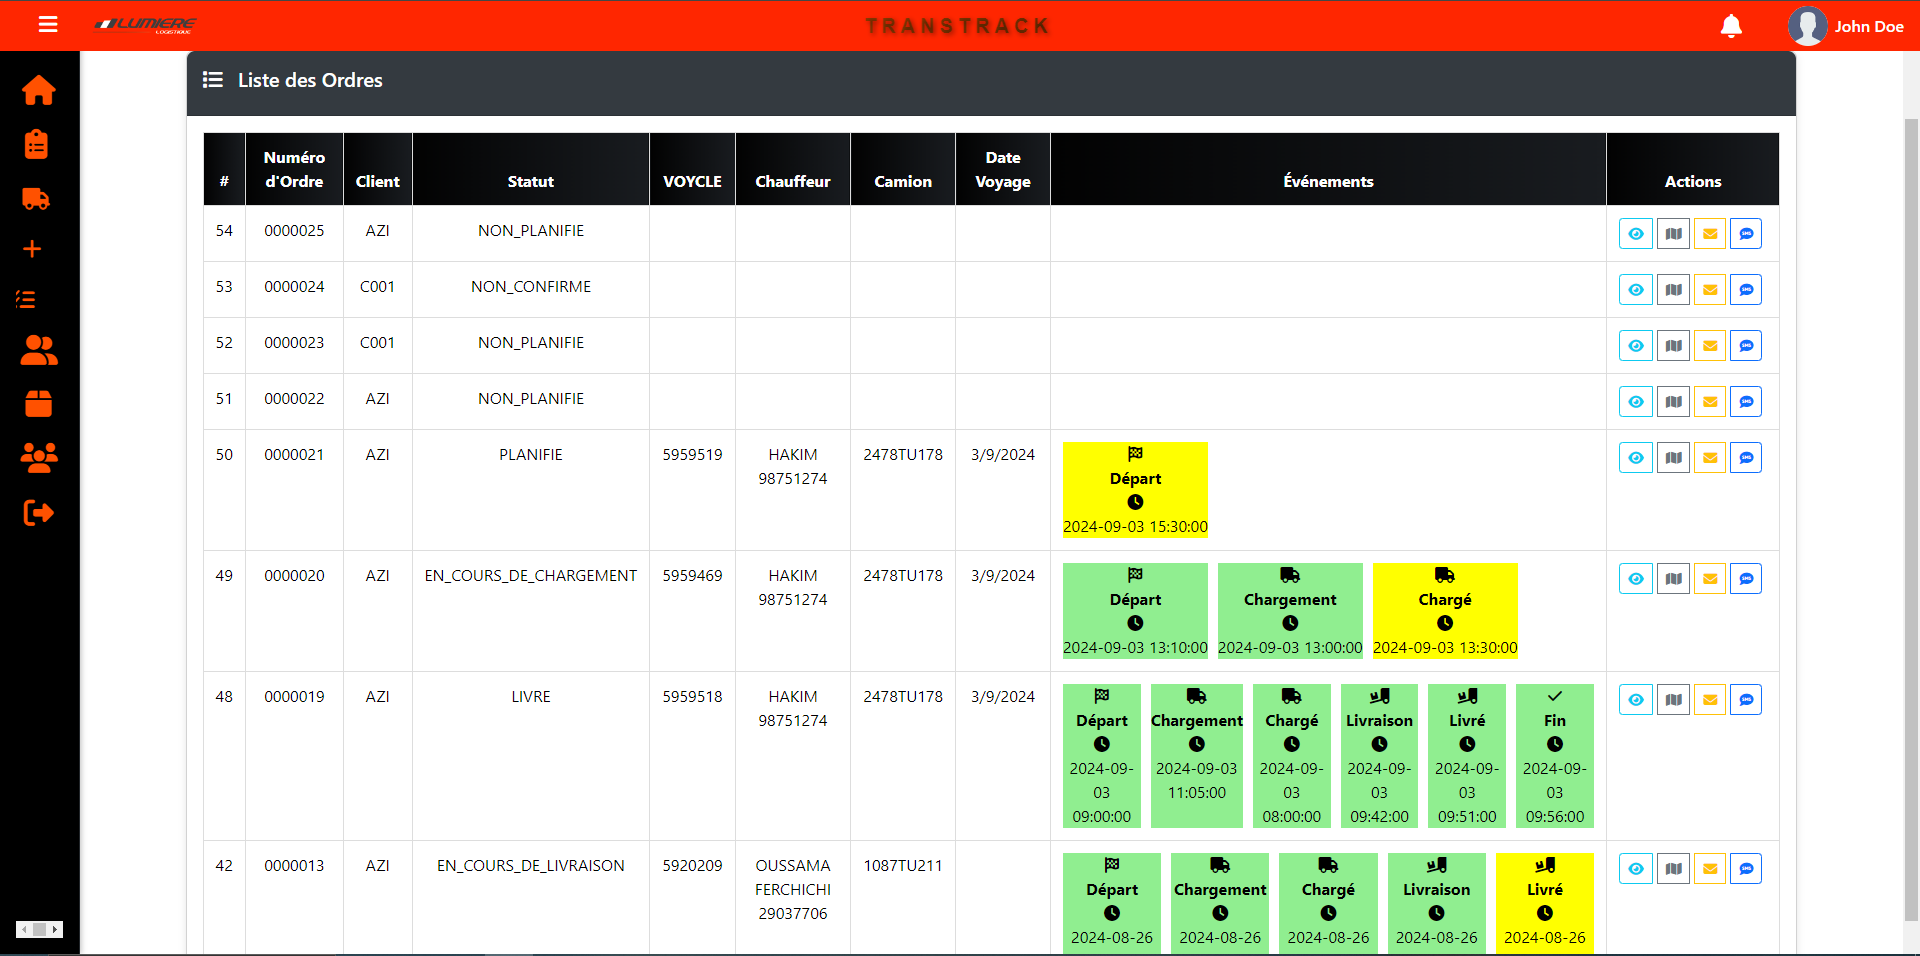 LUMIERE
LOGISTIQUE
TRANSTRACK
John Doe
Liste des Ordres
# Numéro d'Ordre Client Statut VOYCLE Chauffeur Camion Date Voyage Événements Actions
54 0000025 AZI NON_PLANIFIE SMS
53 0000024 C001 NON_CONFIRME SMS
52 0000023 C001 NON_PLANIFIE SMS
51 0000022 AZI NON_PLANIFIE SMS
50 0000021 AZI PLANIFIE 5959519 HAKIM 2478TU178 3/9/2024 SMS
98751274
Départ
2024-09-03 15:30:00
49 0000020 AZI EN_COURS_DE_CHARGEMENT 5959469 HAKIM 2478TU178 3/9/2024 SMS
98751274
Départ Chargement Chargé
2024-09-03 13:10:00 2024-09-03 13:00:00 2024-09-03 13:30:00
48 0000019 AZI LIVRE 5959518 HAKIM 2478TU178 3/9/2024 SMS
98751274
Départ Chargement Chargé Livraison Livré Fin
2024-09- 2024-09-03 2024-09- 2024-09- 2024-09- 2024-09-
03 11:05:00 03 03 03 03
09:00:00 08:00:00 09:42:00 09:51:00 09:56:00
42 0000013 AZI EN_COURS_DE_LIVRAISON 5920209 OUSSAMA 1087TU211 SMS
FERCHICHI
29037706
Départ Chargement Chargé Livraison Livré
2024-08-26 2024-08-26 2024-08-26 2024-08-26 2024-08-26